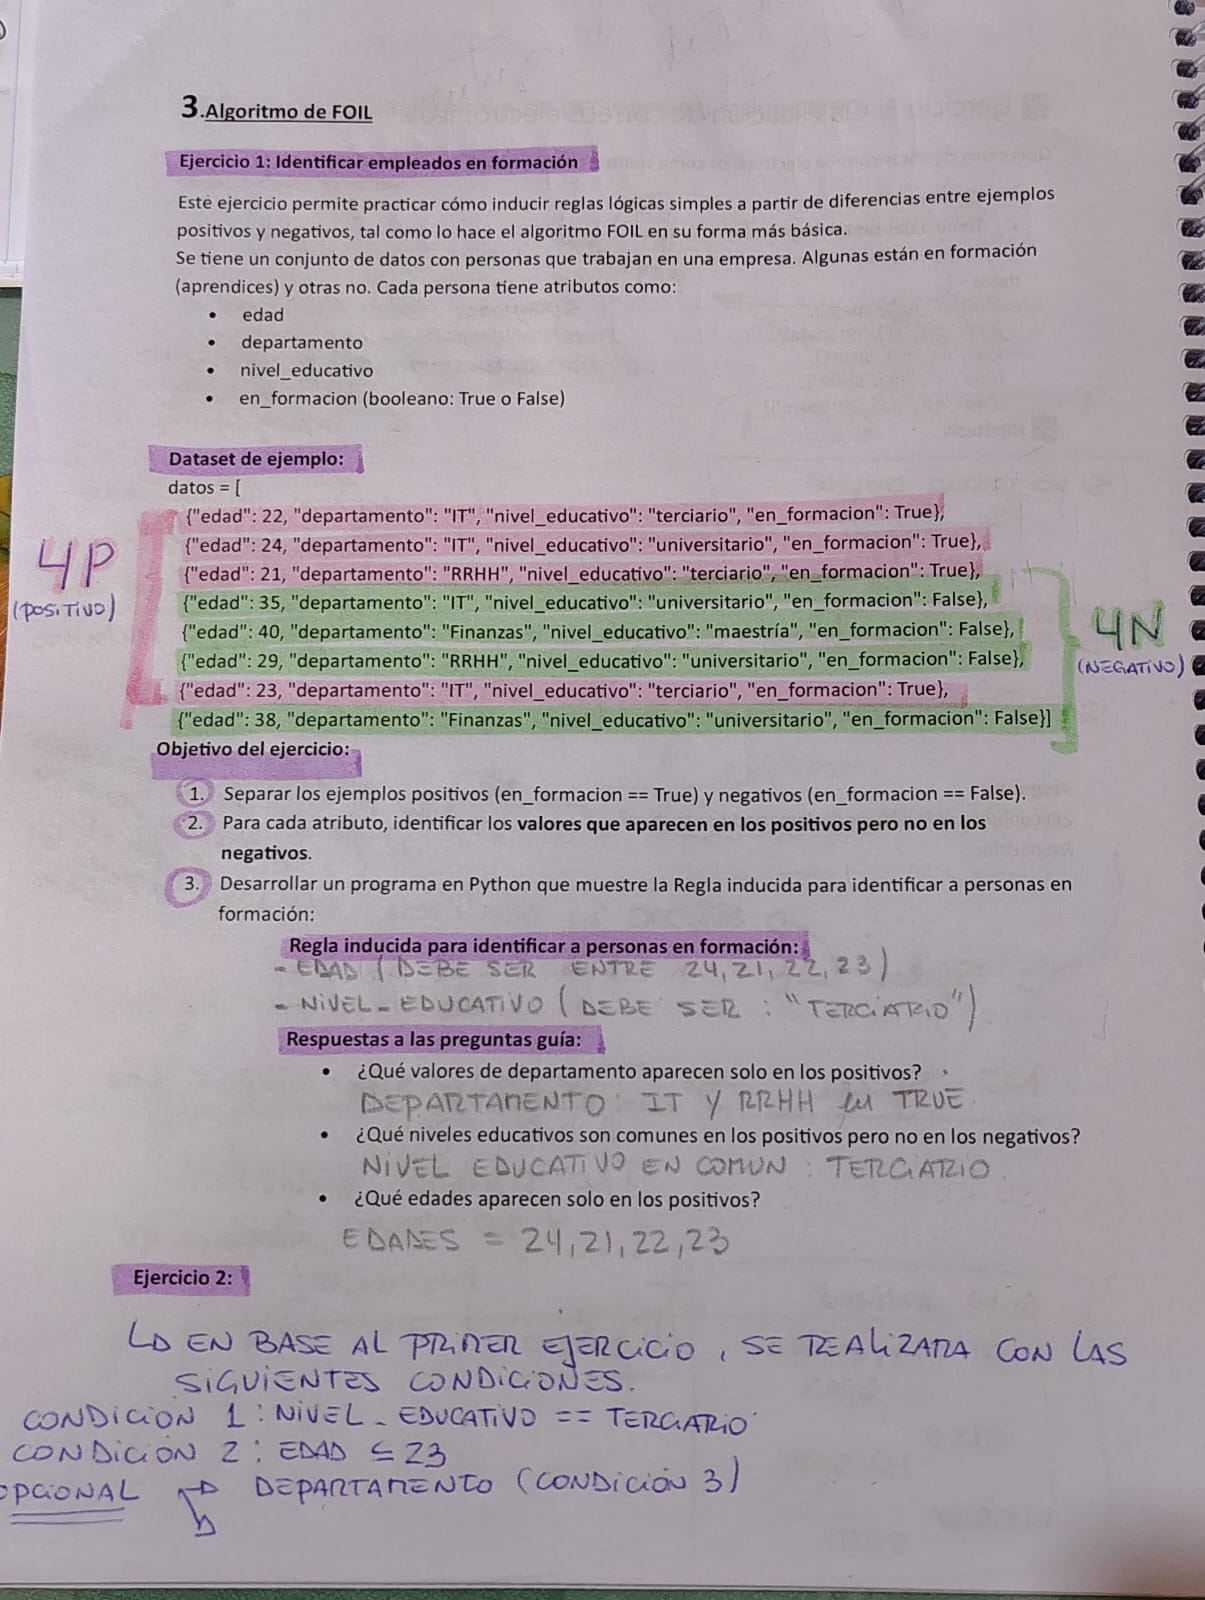 3.Algoritmo de FOIL
Ejercicio 1: Identificar empleados en formación
Este ejercicio permite practicar cómo inducir reglas lógicas simples a partir de diferencias entre ejemplos
positivos y negativos, tal como lo hace el algoritmo FOIL en su forma más básica.
Se tiene un conjunto de datos con personas que trabajan en una empresa. Algunas están en formación
(aprendices) y otras no. Cada persona tiene atributos como:
• edad
• departamento
• nivel_educativo
• en_formacion (booleano: True o False)
Dataset de ejemplo:
datos = [
{"edad": 22, "departamento": "IT", "nivel_educativo": "terciario", "en_formacion": True},
{"edad": 24, "departamento": "IT", "nivel_educativo": "universitario", "en_formacion": True},
{"edad": 21, "departamento": "RRHH", "nivel_educativo": "terciario", "en_formacion": True},
{"edad": 35, "departamento": "IT", "nivel_educativo": "universitario", "en_formacion": False},
{"edad": 40, "departamento": "Finanzas", "nivel_educativo": "maestría", "en_formacion": False},
{"edad": 29, "departamento": "RRHH", "nivel_educativo": "universitario", "en_formacion": False},
{"edad": 23, "departamento": "IT", "nivel_educativo": "terciario", "en_formacion": True},
{"edad": 38, "departamento": "Finanzas", "nivel_educativo": "universitario", "en_formacion": False}]
4P
(POSITIVO)
4N
(NEGATIVO)
Objetivo del ejercicio:
1. Separar los ejemplos positivos (en_formacion == True) y negativos (en_formacion == False).
2. Para cada atributo, identificar los valores que aparecen en los positivos pero no en los
negativos.
3. Desarrollar un programa en Python que muestre la Regla inducida para identificar a personas en
formación:
Regla inducida para identificar a personas en formación:
- EDAD (DEBE SER ENTRE 24, 21, 22, 23)
- NIVEL_EDUCATIVO (DEBE SER : "TERCIARIO")
Respuestas a las preguntas guía:
• ¿Qué valores de departamento aparecen solo en los positivos?
DEPARTAMENTO: IT Y RRHH en TRUE.
• ¿Qué niveles educativos son comunes en los positivos pero no en los negativos?
NIVEL EDUCATIVO EN COMUN : TERCIARIO.
• ¿Qué edades aparecen solo en los positivos?
EDADES = 24, 21, 22, 23
Ejercicio 2:
↳ EN BASE AL PRIMER EJERCICIO, SE REALIZARA CON LAS
SIGUIENTES CONDICIONES.
CONDICION 1 : NIVEL_EDUCATIVO == TERCIARIO
CONDICION 2 : EDAD ≤ 23
OPCIONAL → DEPARTAMENTO (CONDICIÓN 3)